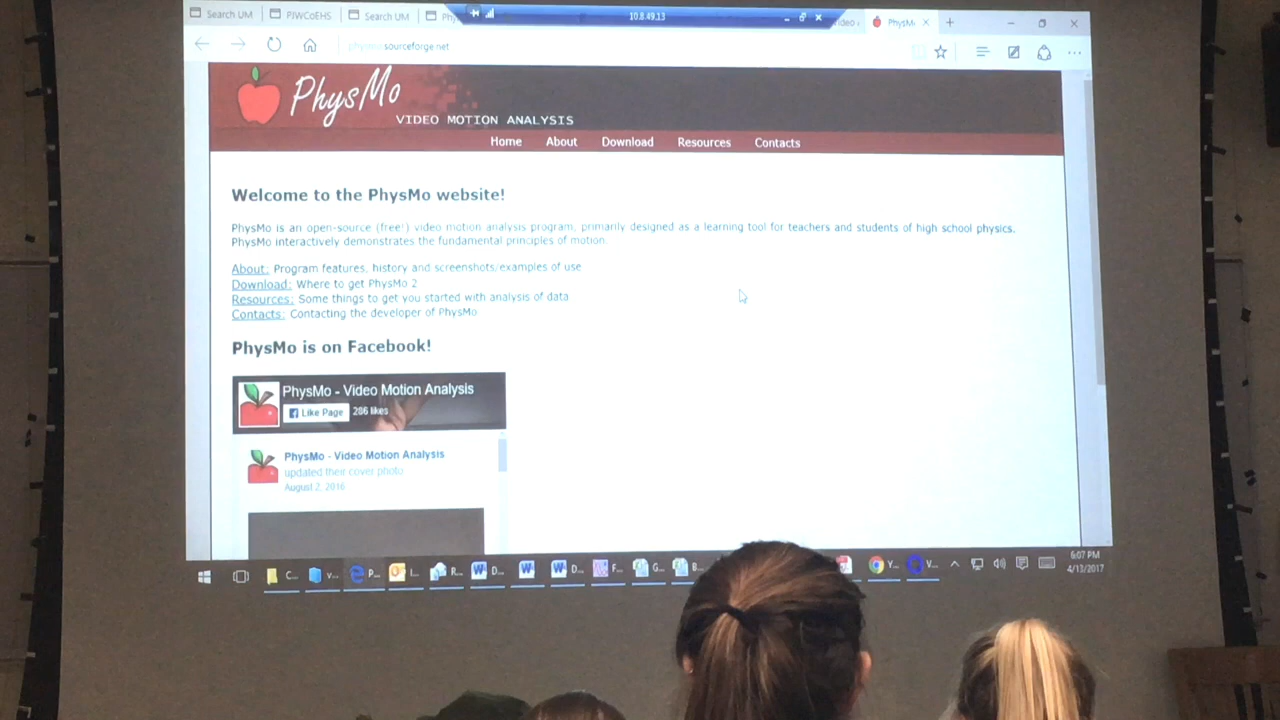 Search UM
PIWCoEHS
Search UM
Phy
10.8.49.13
ideo
PhysM
physmo.sourceforge.net
PhysMo
VIDEO MOTION ANALYSIS
Home About Download Resources Contacts
Welcome to the PhysMo website!
PhysMo is an open-source (free!) video motion analysis program, primarily designed as a learning tool for teachers and students of high school physics.
PhysMo interactively demonstrates the fundamental principles of motion.
About: Program features, history and screenshots/examples of use
Download: Where to get PhysMo 2
Resources: Some things to get you started with analysis of data
Contacts: Contacting the developer of PhysMo
PhysMo is on Facebook!
PhysMo - Video Motion Analysis
Like Page 286 likes
PhysMo - Video Motion Analysis
updated their cover photo
August 2, 2016
C... v... P... I... R... D... D... F... G... B... Y... V...
6:07 PM
4/13/2017